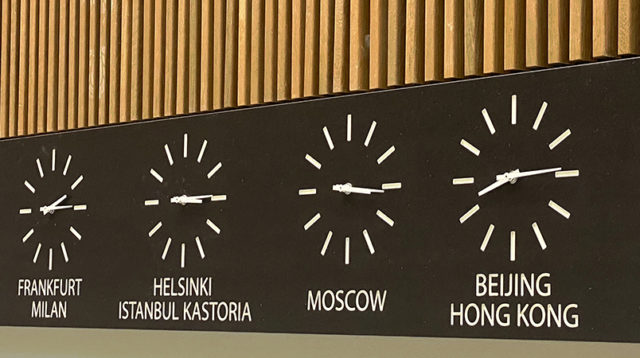 FRANKFURT
MILAN
HELSINKI
ISTANBUL KASTORIA
MOSCOW
BEIJING
HONG KONG